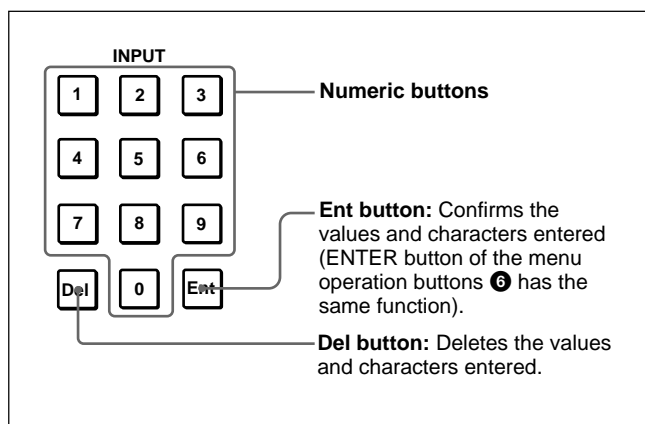 INPUT
1 2 3
Numeric buttons
4 5 6
7 8 9
Ent button: Confirms the
values and characters entered
(ENTER button of the menu
operation buttons ❻ has the
same function).
Del 0 Ent
Del button: Deletes the values
and characters entered.